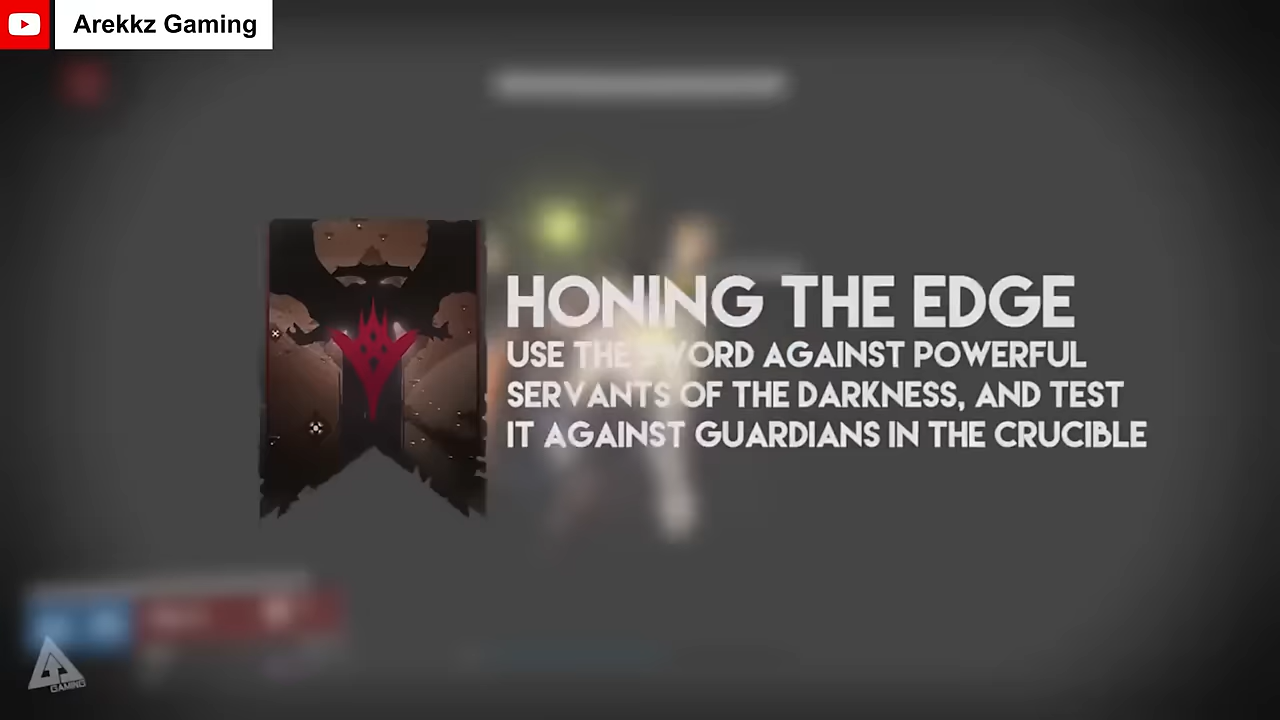 Arekkz Gaming
HONING THE EDGE
USE THE SWORD AGAINST POWERFUL
SERVANTS OF THE DARKNESS, AND TEST
IT AGAINST GUARDIANS IN THE CRUCIBLE
GAMING